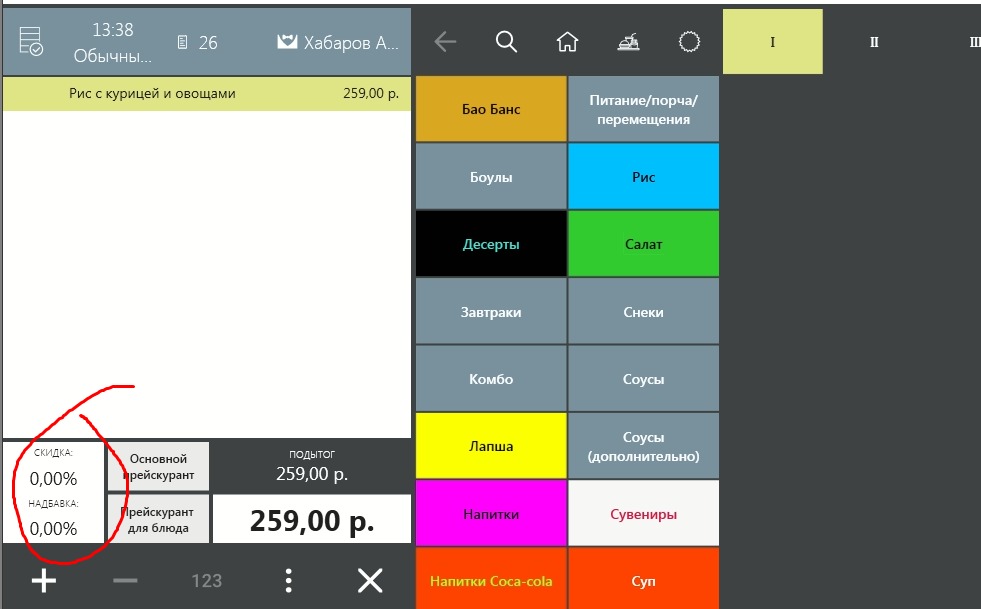 13:38
Обычны...
26
Хабаров А...
I
II
III
Рис с курицей и овощами
259,00 р.
Бао Банс
Питание/порча/
перемещения
Боулы
Рис
Десерты
Салат
Завтраки
Снеки
Комбо
Соусы
Лапша
Соусы
(дополнительно)
Напитки
Сувениры
Напитки Coca-cola
Суп
СКИДКА:
0,00%
НАДБАВКА:
0,00%
Основной
прейскурант
Прейскурант
для блюда
ПОДЫТОГ
259,00 р.
259,00 р.
123